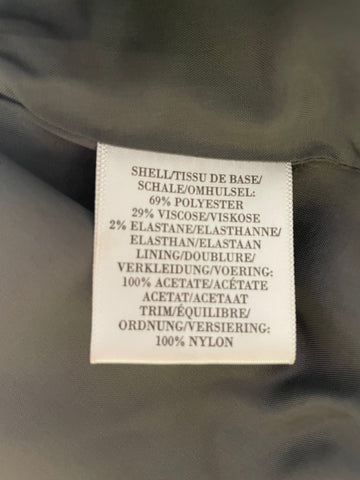 SHELL/TISSU DE BASE/
SCHALE/OMHULSEL:
69% POLYESTER
29% VISCOSE/VISKOSE
2% ELASTANE/ELASTHANNE/
ELASTHAN/ELASTAAN
LINING/DOUBLURE/
VERKLEIDUNG/VOERING:
100% ACETATE/ACÉTATE
ACETAT/ACETAAT
TRIM/ÉQUILIBRE/
ORDNUNG/VERSIERING:
100% NYLON